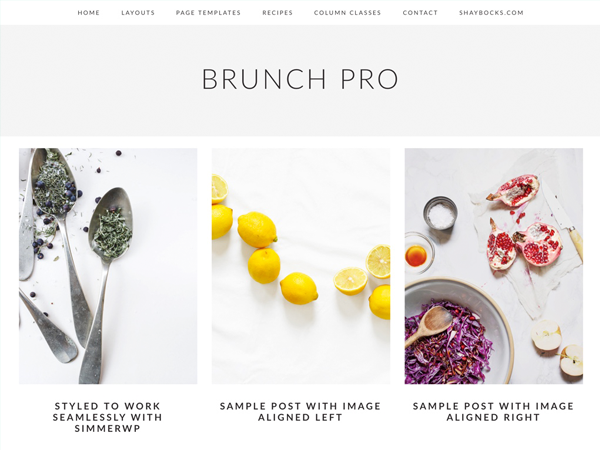 HOME LAYOUTS PAGE TEMPLATES RECIPES COLUMN CLASSES CONTACT SHAYBOCKS.COM
BRUNCH PRO
STYLED TO WORK
SEAMLESSLY WITH
SIMMERWP
SAMPLE POST WITH IMAGE
ALIGNED LEFT
SAMPLE POST WITH IMAGE
ALIGNED RIGHT